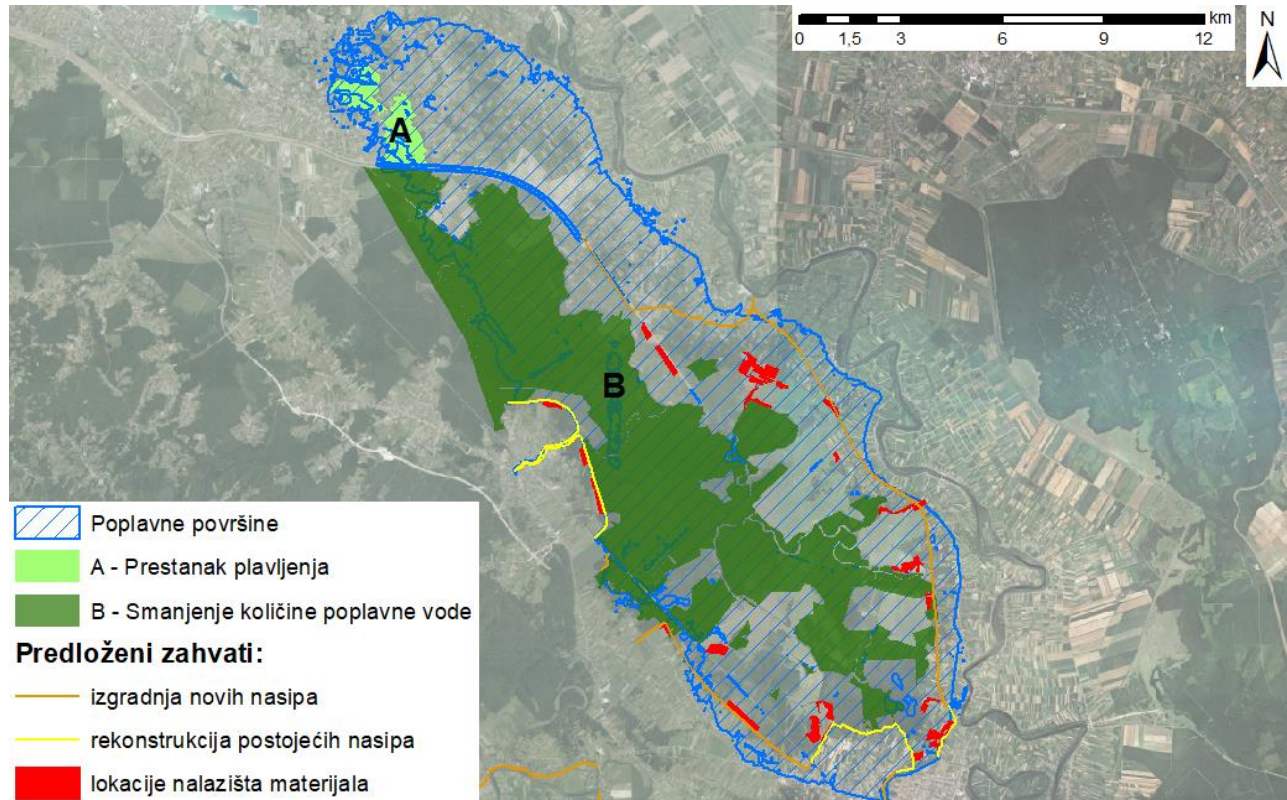 km
0 1,5 3 6 9 12
N
A
B
Poplavne površine
A - Prestanak plavljenja
B - Smanjenje količine poplavne vode
Predloženi zahvati:
izgradnja novih nasipa
rekonstrukcija postojećih nasipa
lokacije nalazišta materijala